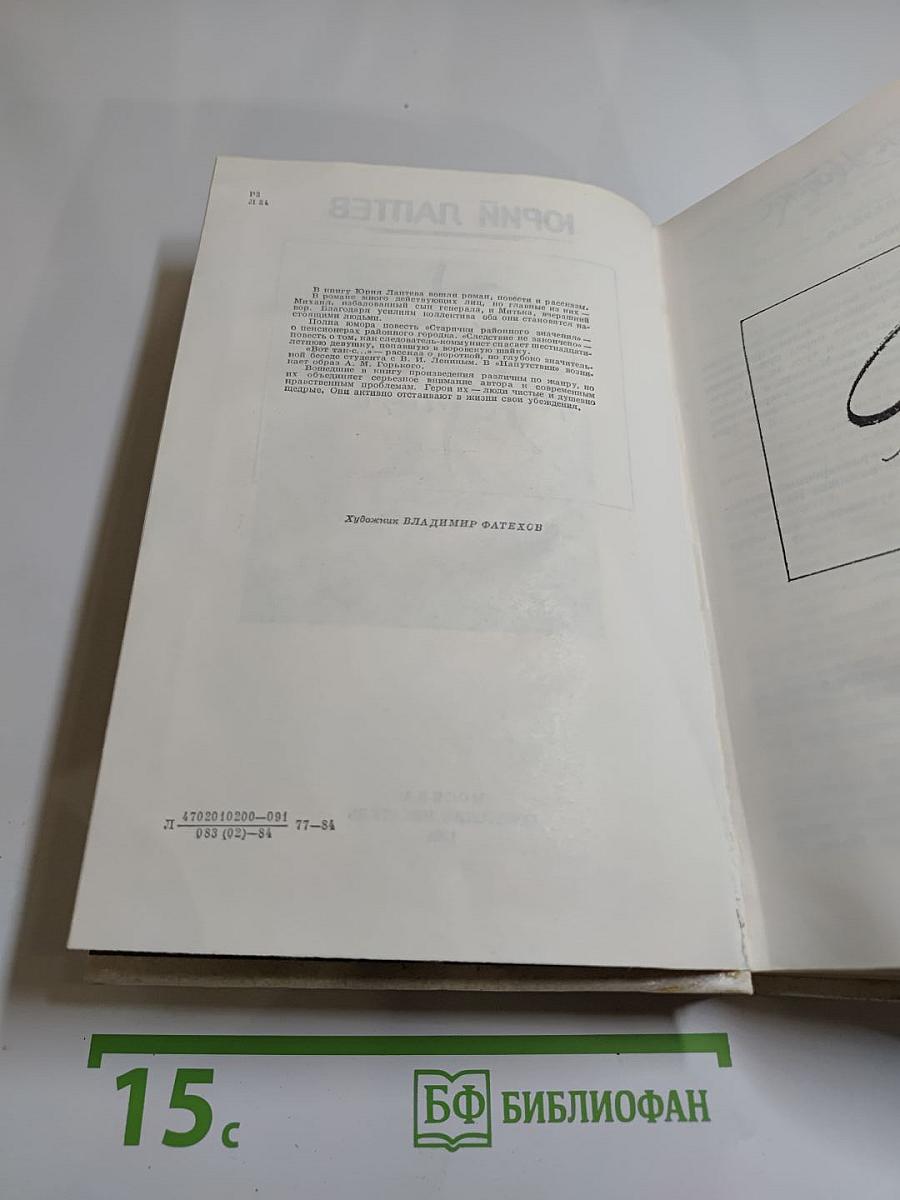 Р2
Л 24
ЮРИЙ ЛАПТЕВ
В книгу Юрия Лаптева вошли роман, повести и рассказы.
В романе много действующих лиц, но главные из них —
Михаил, избалованный сын генерала, и Митька, вчерашний
вор. Благодаря усилиям коллектива оба они становятся на-
стоящими людьми.
Полна юмора повесть «Старички районного значения» —
о пенсионерах районного городка. «Следствие не закончено» —
повесть о том, как следователь-коммунист спасает шестнадцати-
летнюю девушку, попавшую в воровскую шайку.
«Вот так-с...» — рассказ о короткой, но глубоко значитель-
ной беседе студента с В. И. Лениным. В «Напутствии» возни-
кает образ А. М. Горького.
Вошедшие в книгу произведения различны по жанру, но
их объединяет серьезное внимание автора к современным
нравственным проблемам. Герои их — люди чистые и душевно
щедрые. Они активно отстаивают в жизни свои убеждения.
Художник ВЛАДИМИР ФАТЕХОВ
МОСКВА
Л 4702010200—091 77—84
083 (02)—84
15 с
БФ БИБЛИОФАН